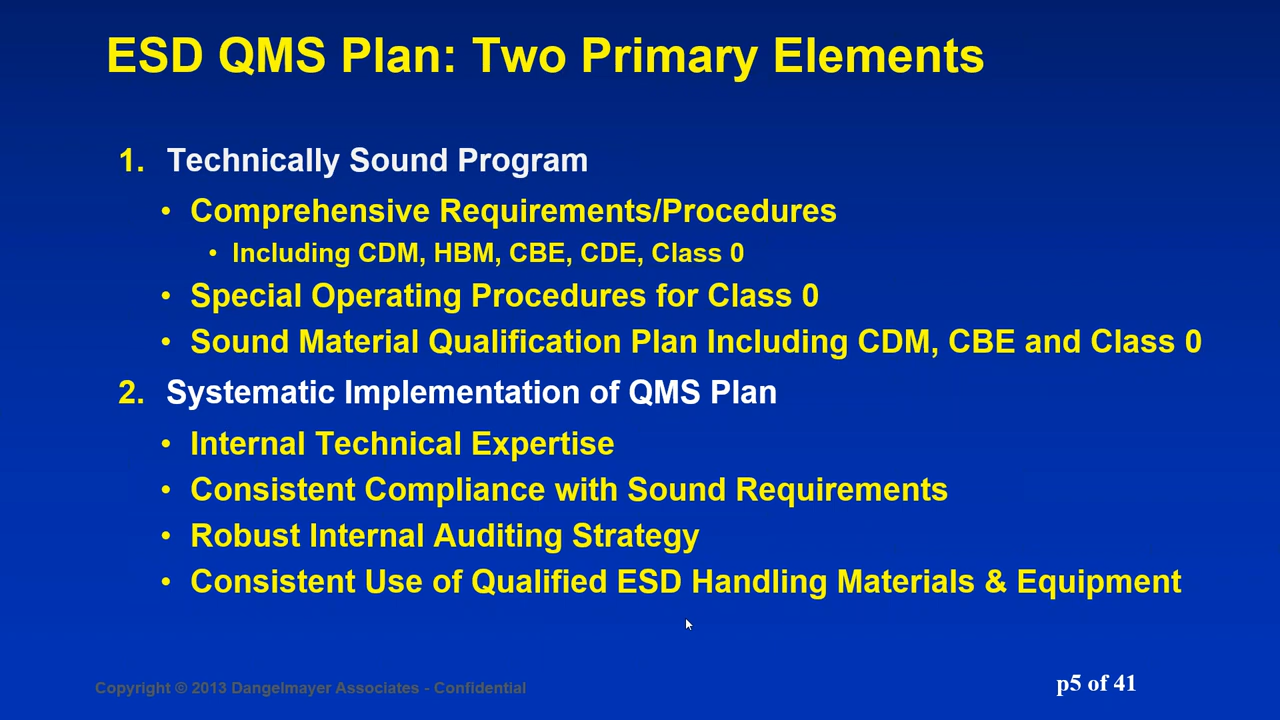 ESD QMS Plan: Two Primary Elements
1. Technically Sound Program
• Comprehensive Requirements/Procedures
• Including CDM, HBM, CBE, CDE, Class 0
• Special Operating Procedures for Class 0
• Sound Material Qualification Plan Including CDM, CBE and Class 0
2. Systematic Implementation of QMS Plan
• Internal Technical Expertise
• Consistent Compliance with Sound Requirements
• Robust Internal Auditing Strategy
• Consistent Use of Qualified ESD Handling Materials & Equipment
Copyright © 2013 Dangelmayer Associates - Confidential
p5 of 41